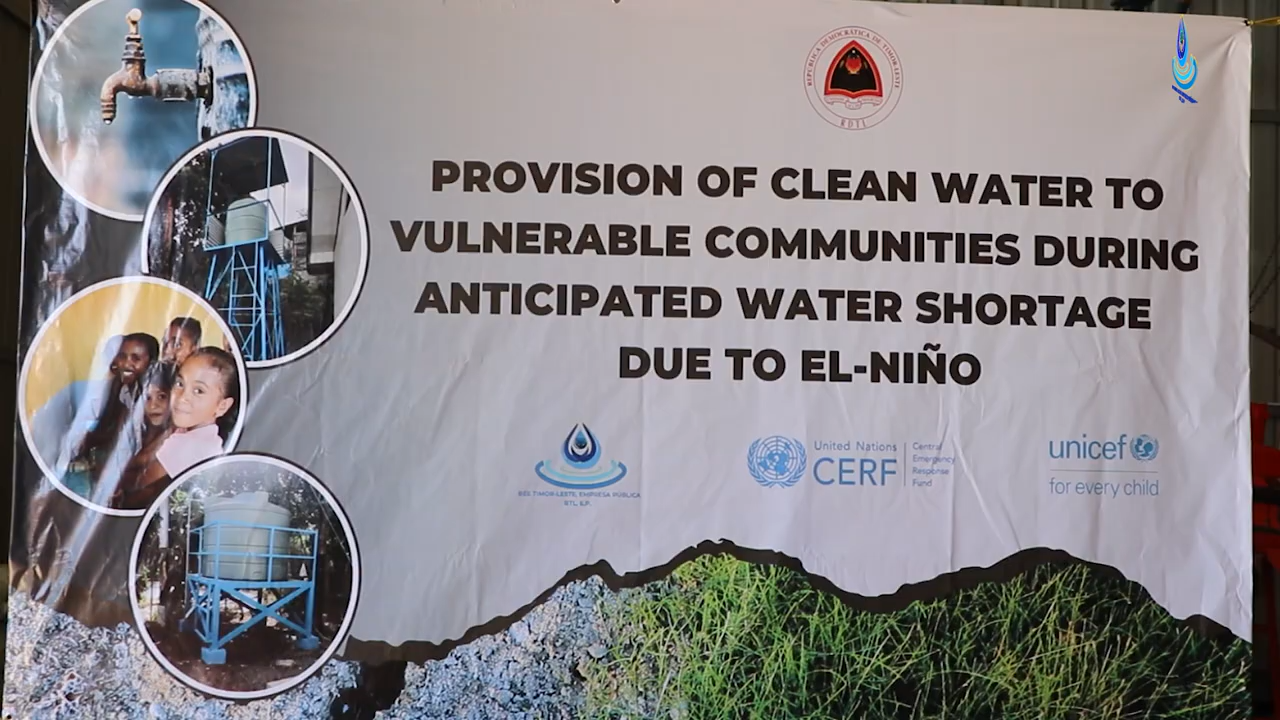 REPÚBLICA DEMOCRÁTICA DE TIMOR-LESTE
RDTL
PROVISION OF CLEAN WATER TO
VULNERABLE COMMUNITIES DURING
ANTICIPATED WATER SHORTAGE
DUE TO EL-NIÑO
BEE TIMOR-LESTE, EMPRESA PÚBLICA
BTL, E.P.
United Nations
CERF
Central
Emergency
Response
Fund
unicef
for every child